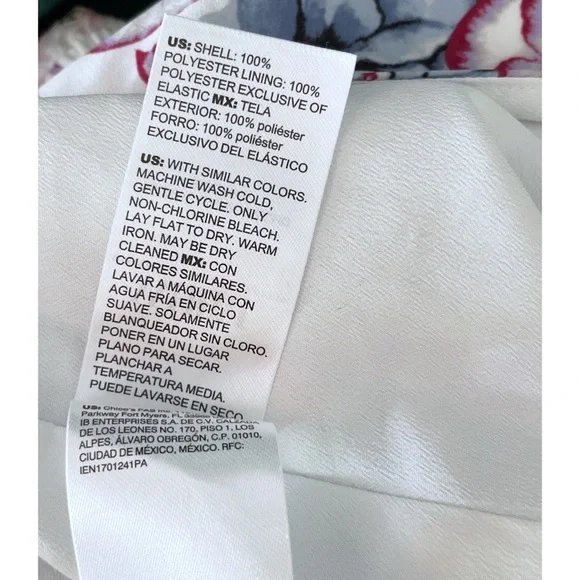 US: SHELL: 100%
POLYESTER LINING: 100%
POLYESTER EXCLUSIVE OF
ELASTIC MX: TELA
EXTERIOR: 100% poliéster
FORRO: 100% poliéster
EXCLUSIVO DEL ELÁSTICO
US: WITH SIMILAR COLORS.
MACHINE WASH COLD,
GENTLE CYCLE. ONLY
NON-CHLORINE BLEACH.
LAY FLAT TO DRY. WARM
IRON. MAY BE DRY
CLEANED MX: CON
COLORES SIMILARES.
LAVAR A MÁQUINA CON
AGUA FRÍA EN CICLO
SUAVE. SOLAMENTE
BLANQUEADOR SIN CLORO.
PONER EN UN LUGAR
PLANO PARA SECAR.
PLANCHAR A
TEMPERATURA MEDIA.
PUEDE LAVARSE EN SECO
US: Chico's FAS Inc.
Parkway Fort Myers, FL
IB ENTERPRISES S.A. DE C.V. CALZADA
DE LOS LEONES NO. 170, PISO 1, LOS
ALPES, ÁLVARO OBREGÓN, C.P. 01010,
CIUDAD DE MÉXICO, MÉXICO. RFC:
IEN1701241PA